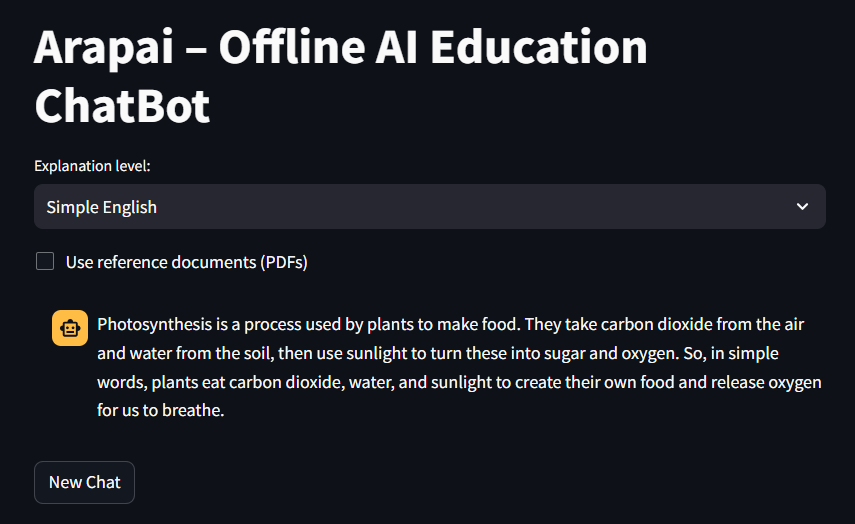 Arapai – Offline AI Education
ChatBot
Explanation level:
Simple English
Use reference documents (PDFs)
Photosynthesis is a process used by plants to make food. They take carbon dioxide from the air
and water from the soil, then use sunlight to turn these into sugar and oxygen. So, in simple
words, plants eat carbon dioxide, water, and sunlight to create their own food and release oxygen
for us to breathe.
New Chat